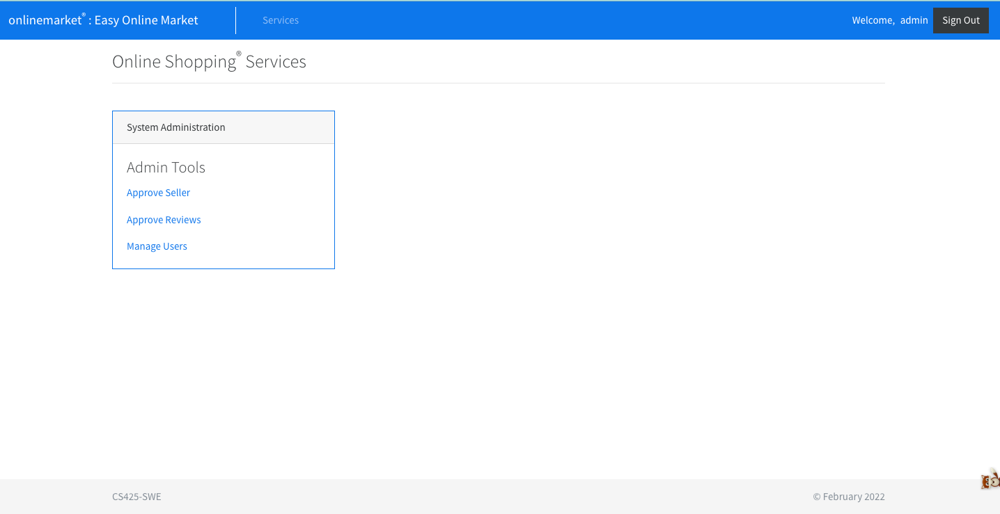 onlinemarket® : Easy Online Market
Services
Welcome, admin
Sign Out
Online Shopping® Services
System Administration
Admin Tools
Approve Seller
Approve Reviews
Manage Users
CS425-SWE
© February 2022